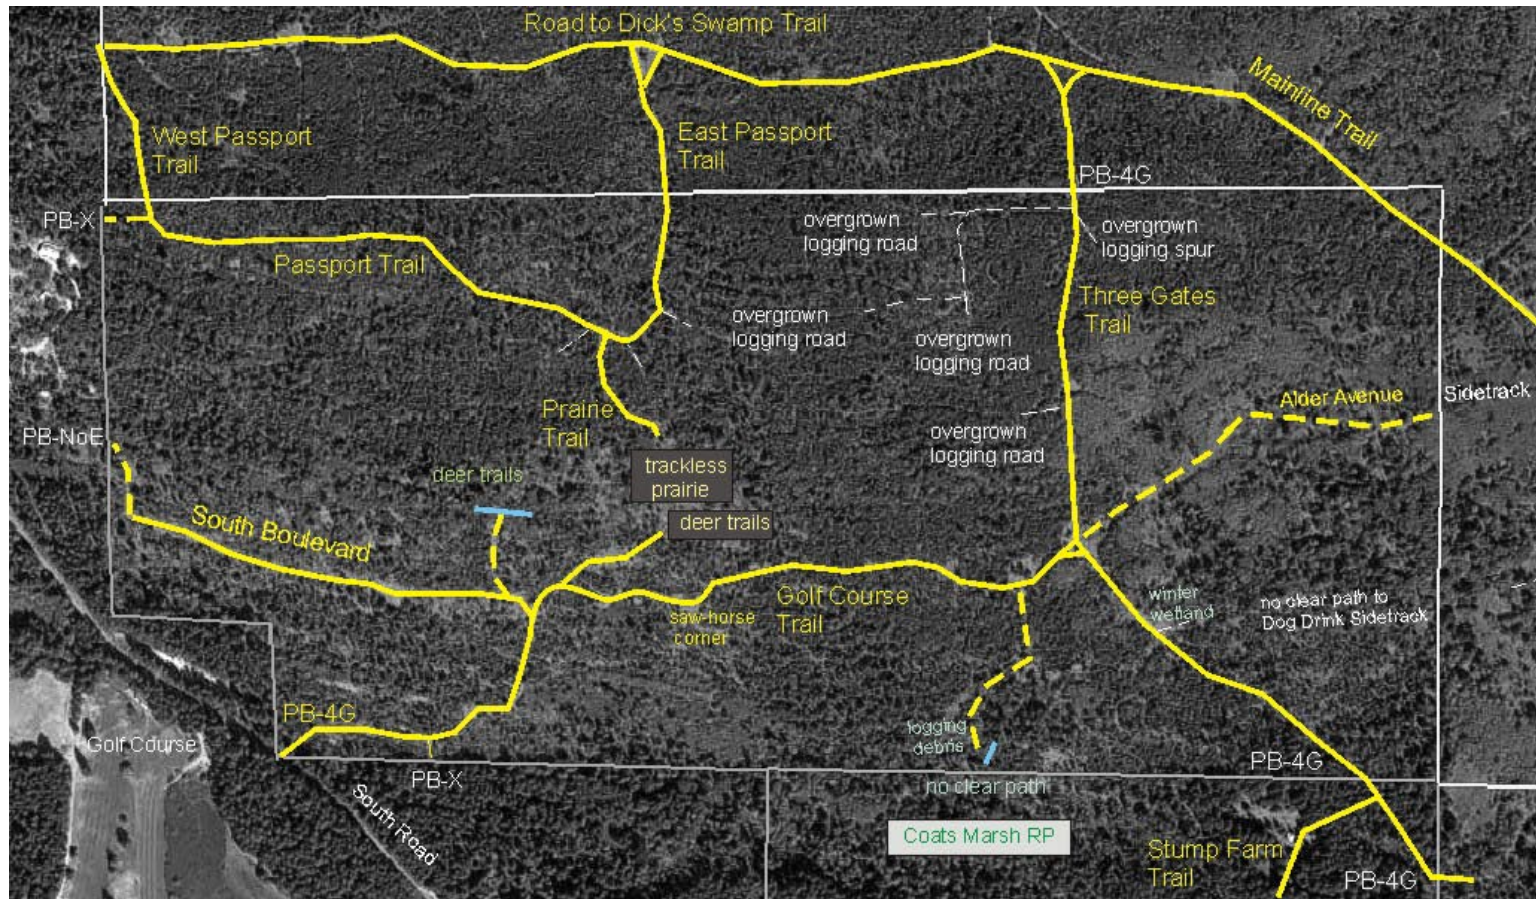 Road to Dick's Swamp Trail
Mainline Trail
West Passport
Trail
East Passport
Trail
PB-4G
PB-X
overgrown
logging road
overgrown
logging spur
Passport Trail
Three Gates
Trail
overgrown
logging road
overgrown
logging road
Alder Avenue
Sidetrack
Prairie
Trail
PB-NoE
overgrown
logging road
deer trails
trackless
prairie
South Boulevard
deer trails
Golf Course
Trail
saw-horse
corner
winter
wetland
no clear path to
Dog Drink Sidetrack
PB-4G
Golf Course
logging
debris
PB-4G
PB-X
no clear path
South Road
Coats Marsh RP
Stump Farm
Trail
PB-4G